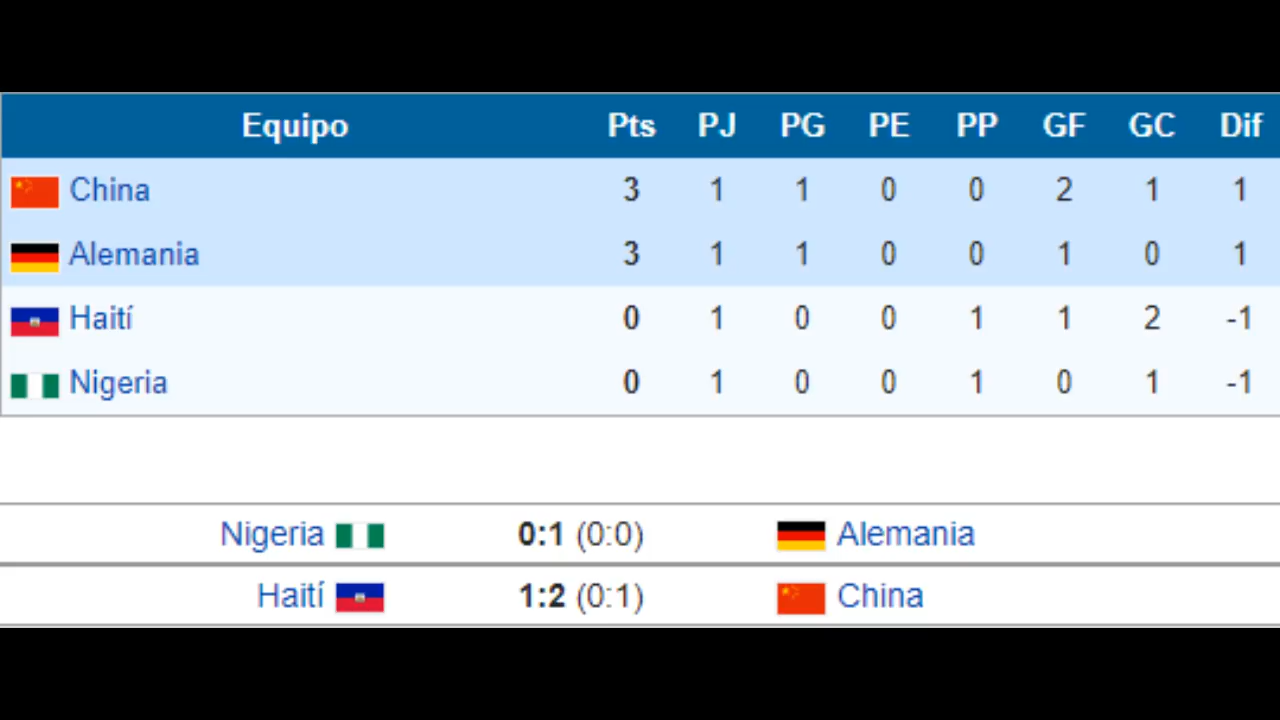 Equipo Pts PJ PG PE PP GF GC Dif
China 3 1 1 0 0 2 1 1
Alemania 3 1 1 0 0 1 0 1
Haití 0 1 0 0 1 1 2 -1
Nigeria 0 1 0 0 1 0 1 -1
Nigeria 0:1 (0:0) Alemania
Haití 1:2 (0:1) China